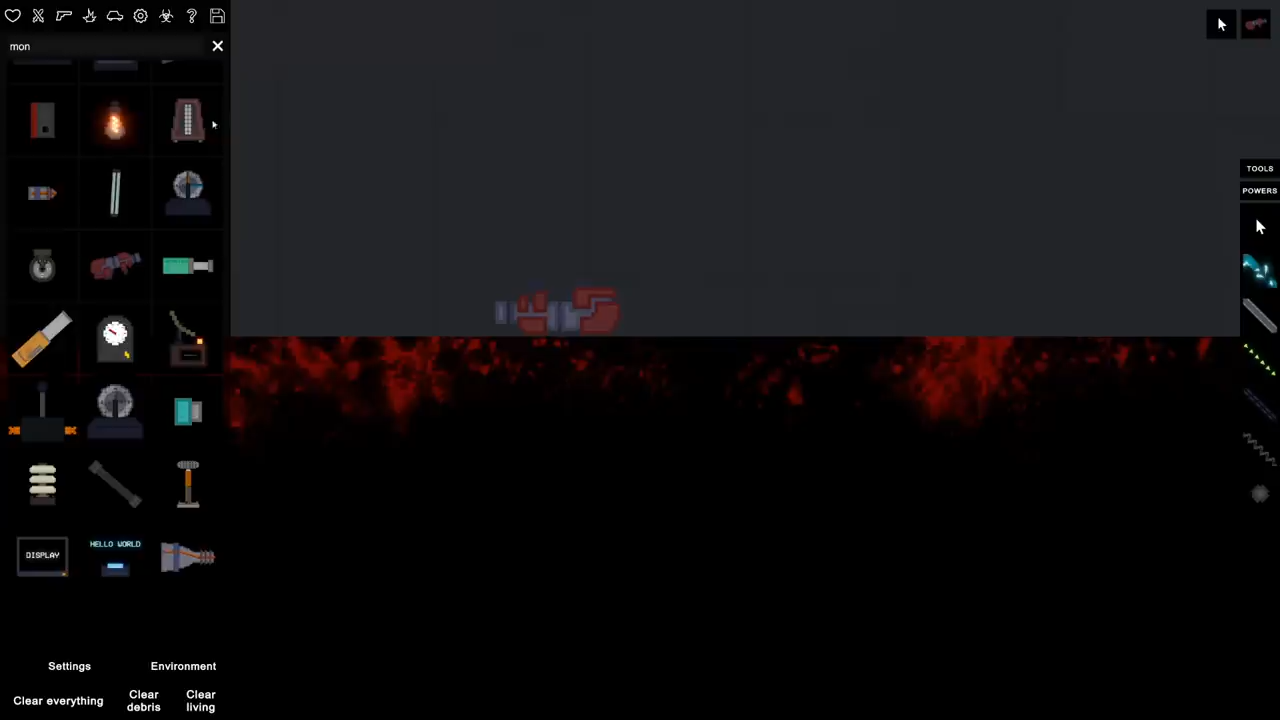 mon
TOOLS
POWERS
DISPLAY
HELLO WORLD
Settings
Environment
Clear everything
Clear
debris
Clear
living